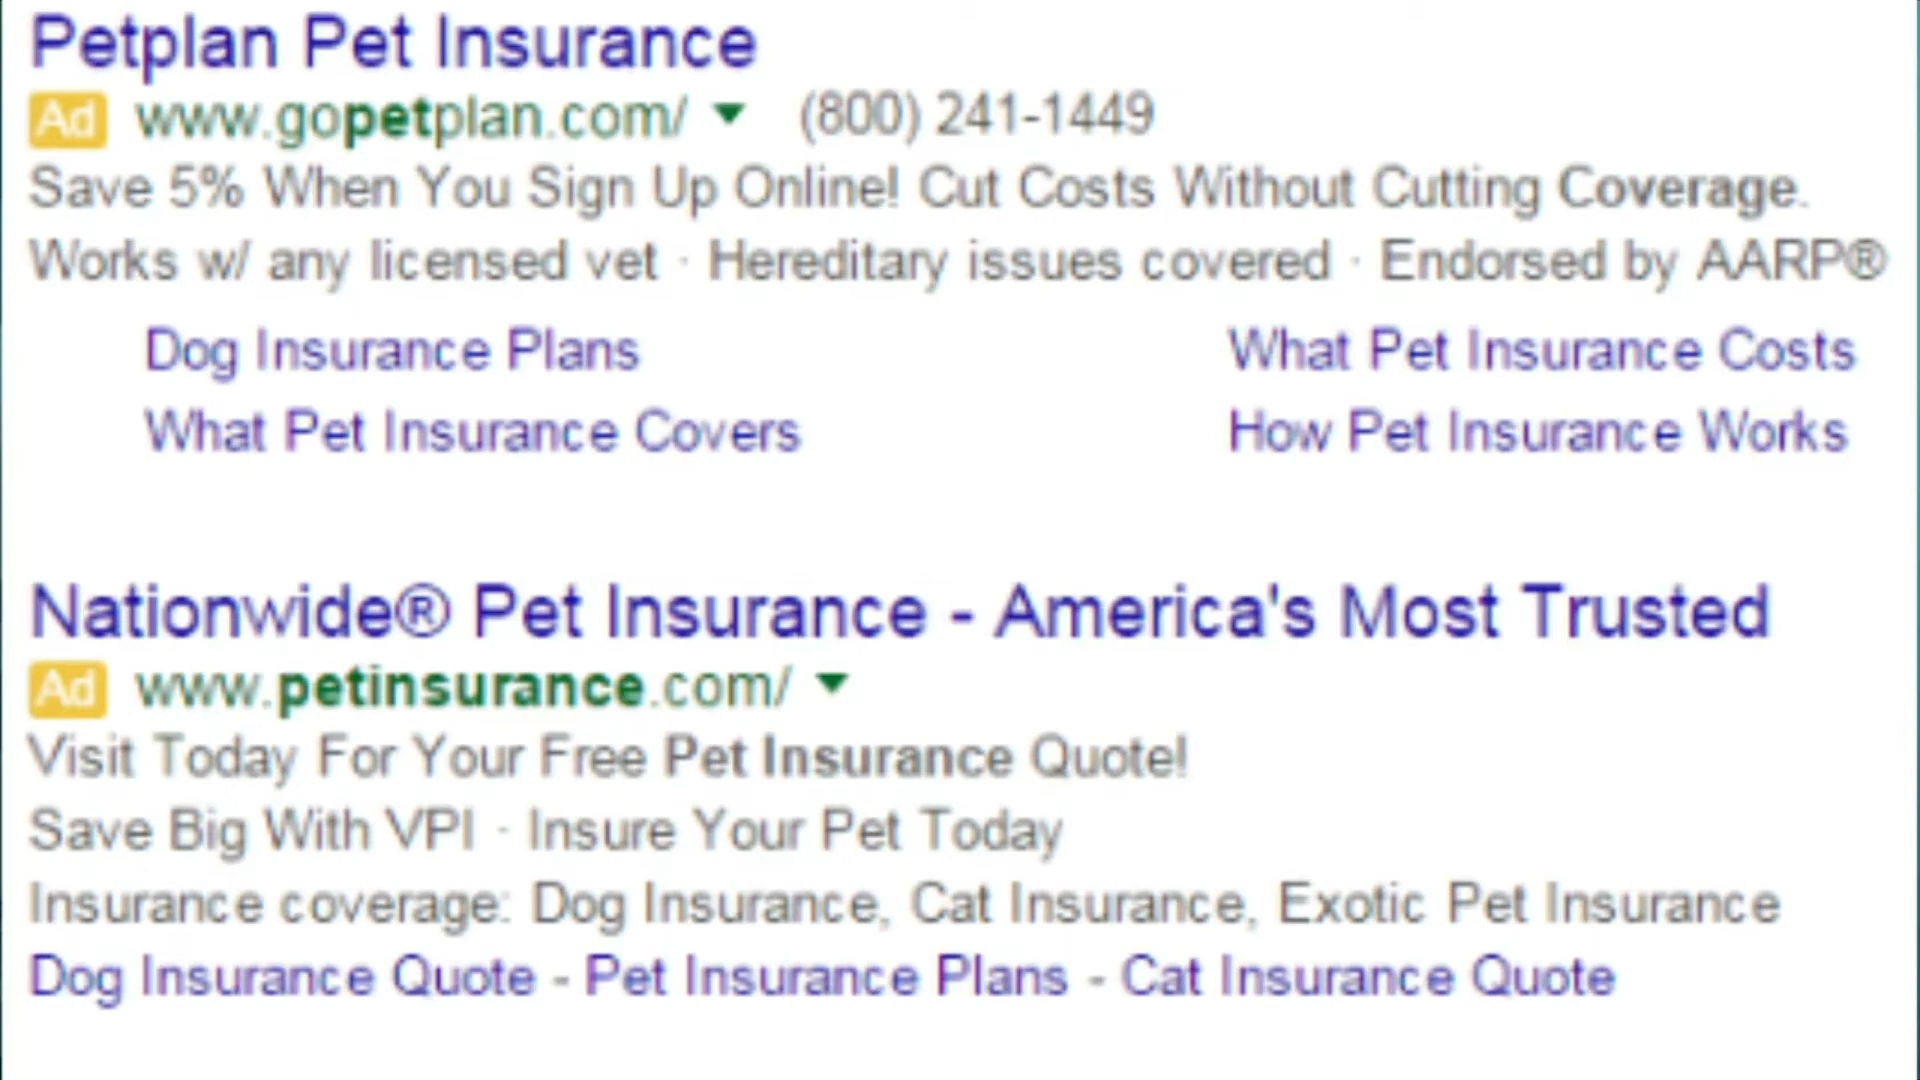 Petplan Pet Insurance
Ad www.gopetplan.com/ ▼ (800) 241-1449
Save 5% When You Sign Up Online! Cut Costs Without Cutting Coverage.
Works w/ any licensed vet · Hereditary issues covered · Endorsed by AARP®
Dog Insurance Plans What Pet Insurance Costs
What Pet Insurance Covers How Pet Insurance Works
Nationwide® Pet Insurance - America's Most Trusted
Ad www.petinsurance.com/ ▼
Visit Today For Your Free Pet Insurance Quote!
Save Big With VPI · Insure Your Pet Today
Insurance coverage: Dog Insurance, Cat Insurance, Exotic Pet Insurance
Dog Insurance Quote - Pet Insurance Plans - Cat Insurance Quote